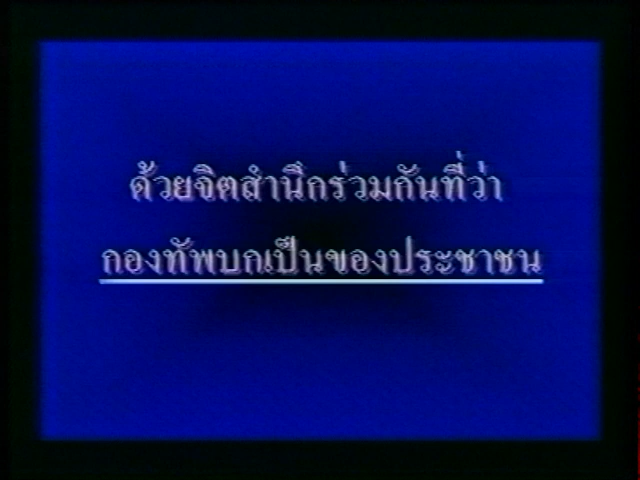 ด้วยจิตสำนึกร่วมกันที่ว่า
กองทัพบกเป็นของประชาชน